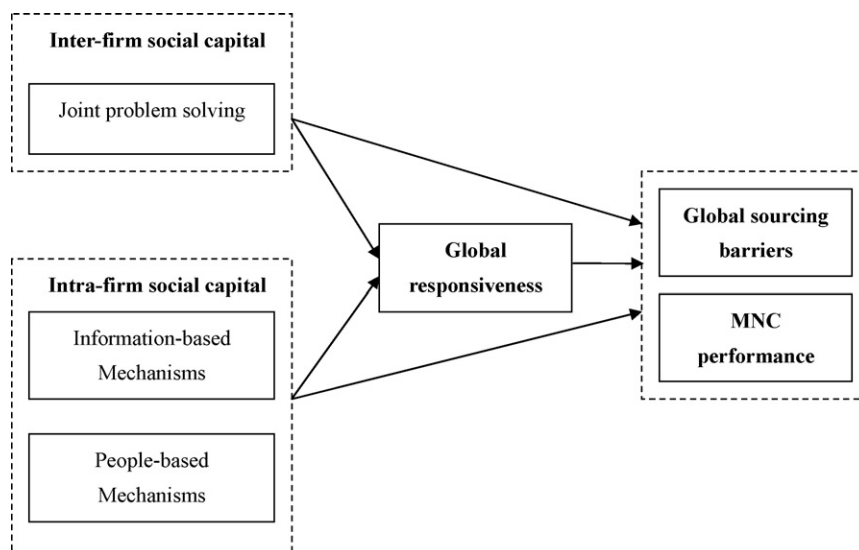 Inter-firm social capital
Joint problem solving
Global sourcing
barriers
Global
responsiveness
Intra-firm social capital
Information-based
Mechanisms
MNC
performance
People-based
Mechanisms